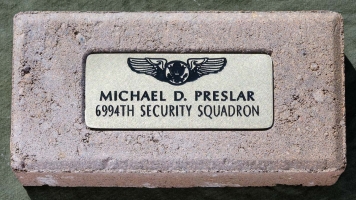 MICHAEL D. PRESLAR
6994TH SECURITY SQUADRON